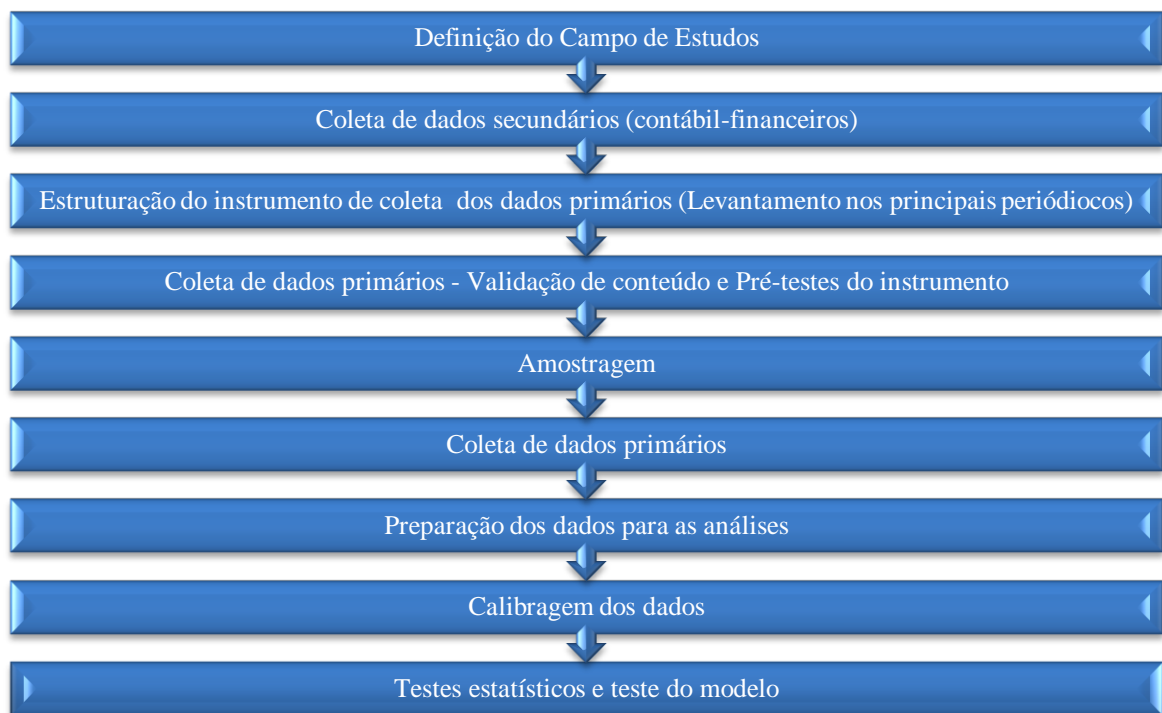 Definição do Campo de Estudos
Coleta de dados secundários (contábil-financeiros)
Estruturação do instrumento de coleta dos dados primários (Levantamento nos principais periódiocos)
Coleta de dados primários - Validação de conteúdo e Pré-testes do instrumento
Amostragem
Coleta de dados primários
Preparação dos dados para as análises
Calibragem dos dados
Testes estatísticos e teste do modelo